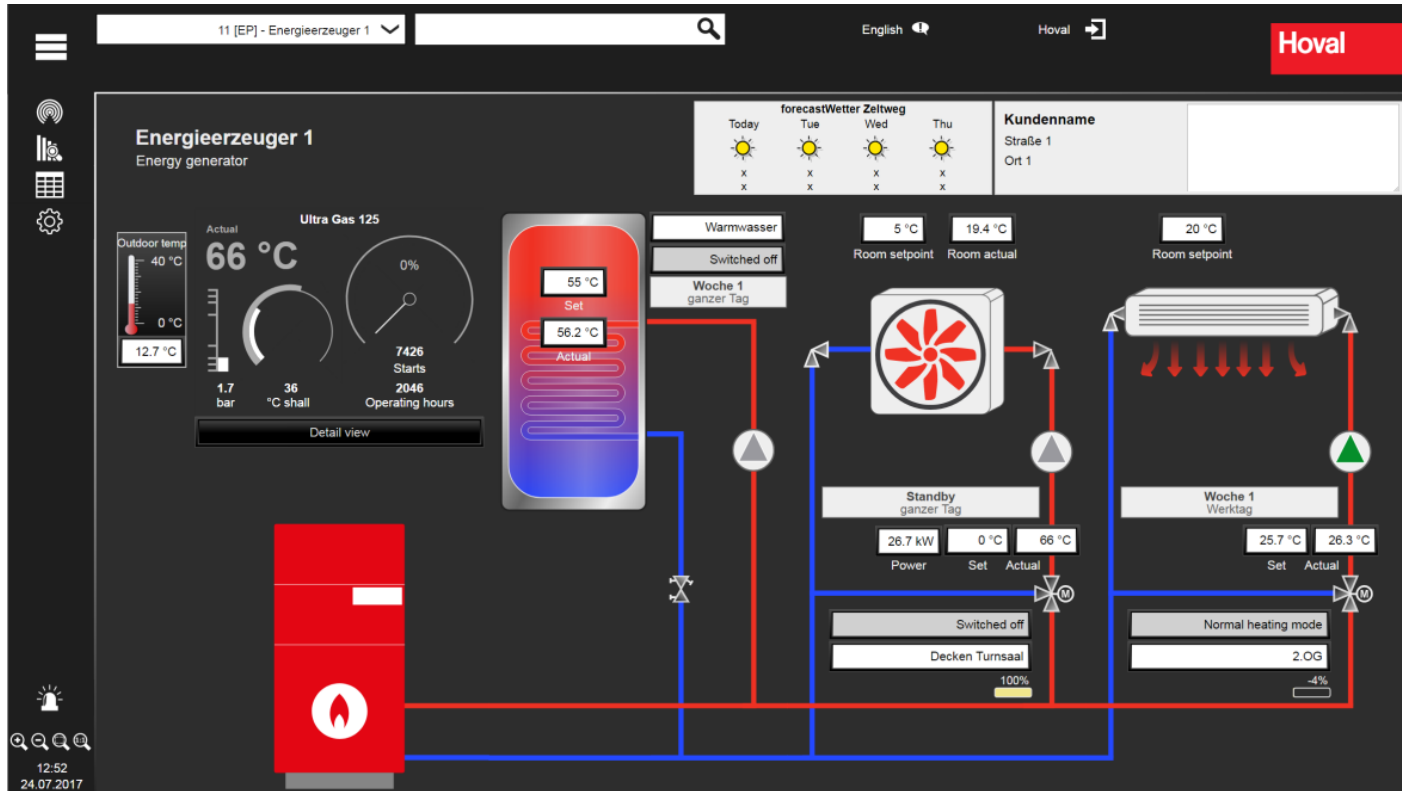 11 [EP] - Energieerzeuger 1
English
Hoval
Hoval
Energieerzeuger 1
Energy generator
forecastWetter Zeltweg
Today Tue Wed Thu
x x x x
x x x x
Kundenname
Straße 1
Ort 1
Outdoor temp
40 °C
0 °C
12.7 °C
Actual
66 °C
Ultra Gas 125
0%
7426
Starts
1.7
bar
36
°C shall
2046
Operating hours
Detail view
55 °C
Set
56.2 °C
Actual
Warmwasser
Switched off
Woche 1
ganzer Tag
5 °C
Room setpoint
19.4 °C
Room actual
20 °C
Room setpoint
Standby
ganzer Tag
26.7 kW
Power
0 °C
Set
66 °C
Actual
M
Switched off
Decken Turnsaal
100%
Woche 1
Werktag
25.7 °C
Set
26.3 °C
Actual
M
Normal heating mode
2.OG
-4%
12:52
24.07.2017